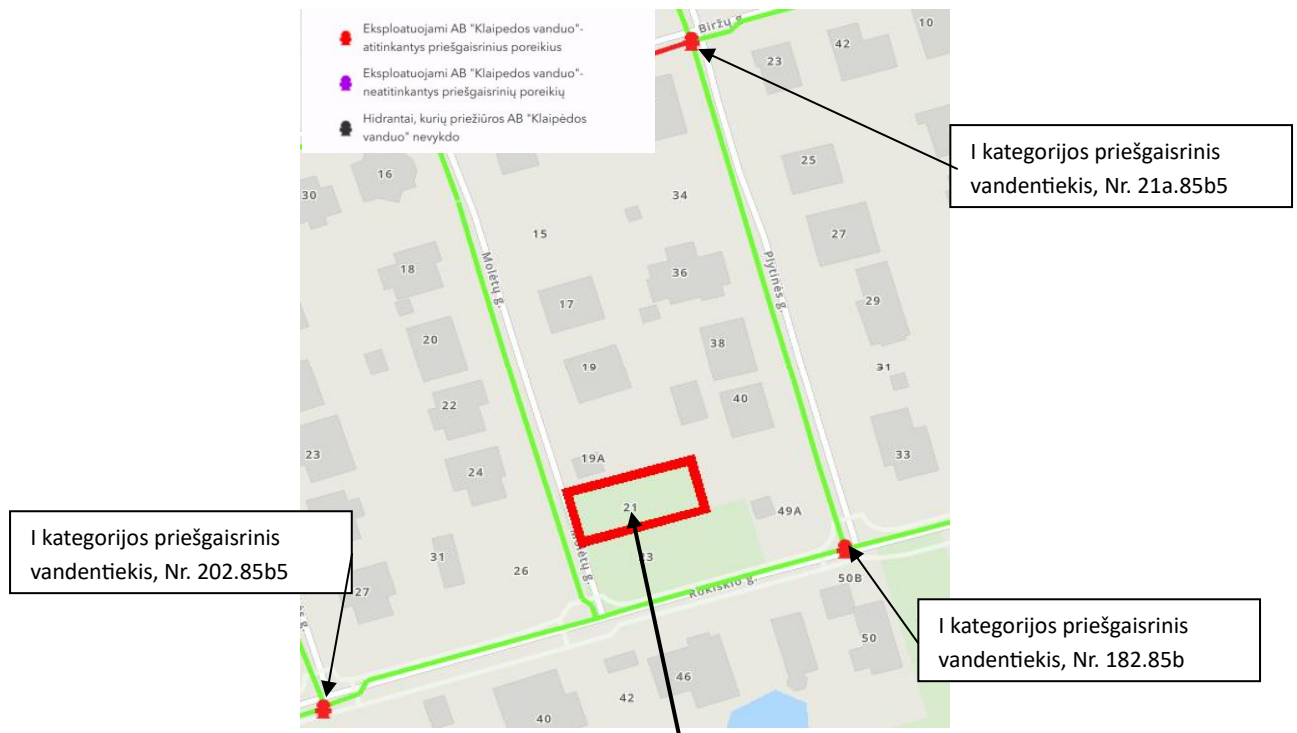 Eksploatuojami AB "Klaipedos vanduo"-
atitinkantys priešgaisrinius poreikius
Eksploatuojami AB "Klaipedos vanduo"-
neatitinkantys priešgaisrinių poreikių
Hidrantai, kurių priežiūros AB "Klaipėdos
vanduo" nevykdo
Biržų g.
10
42
23
I kategorijos priešgaisrinis
vandentiekis, Nr. 21a.85b5
16
30
25
34
15
27
Molėtų g.
Plytinės g.
18
36
17
29
20
38
19
31
40
22
23
19A
24
33
21
49A
I kategorijos priešgaisrinis
vandentiekis, Nr. 202.85b5
Molėtų g.
23
31
26
27
Rokiškio g.
50B
s g.
50
I kategorijos priešgaisrinis
vandentiekis, Nr. 182.85b
46
42
40